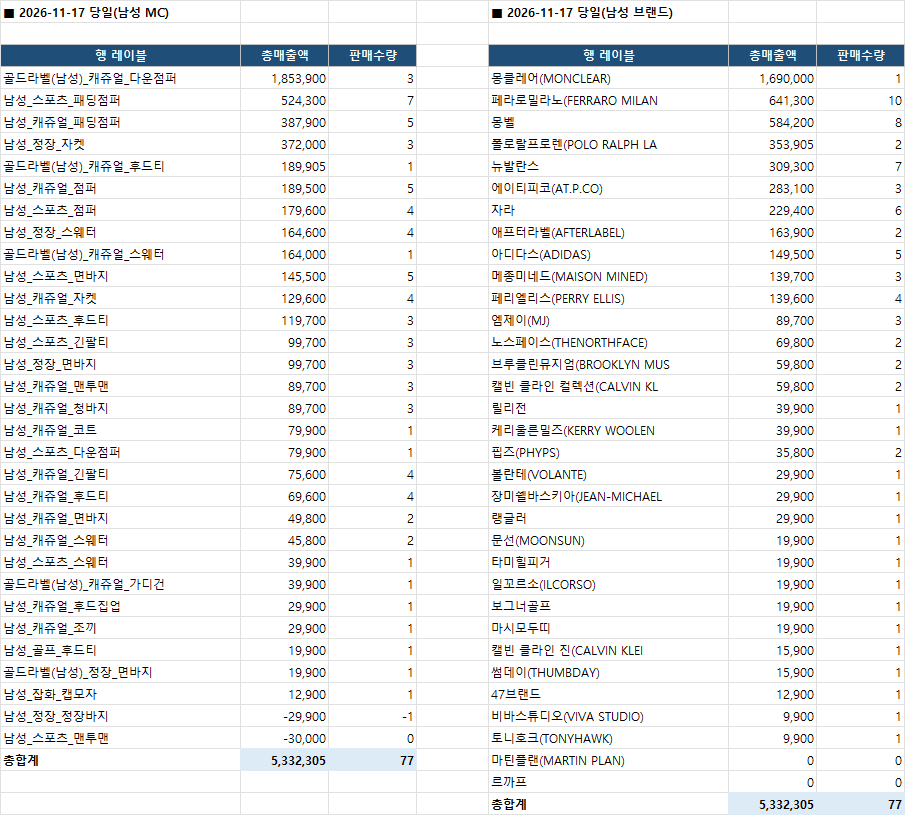 ■ 2026-11-17 당일(남성 MC)
행 레이블 총매출액 판매수량
골드라벨(남성)_캐쥬얼_다운점퍼 1,853,900 3
남성_스포츠_패딩점퍼 524,300 7
남성_캐쥬얼_패딩점퍼 387,900 5
남성_정장_자켓 372,000 3
골드라벨(남성)_캐쥬얼_후드티 189,905 1
남성_캐쥬얼_점퍼 189,500 5
남성_스포츠_점퍼 179,600 4
남성_정장_스웨터 164,600 4
골드라벨(남성)_캐쥬얼_스웨터 164,000 1
남성_스포츠_면바지 145,500 5
남성_캐쥬얼_자켓 129,600 4
남성_스포츠_후드티 119,700 3
남성_스포츠_긴팔티 99,700 3
남성_정장_면바지 99,700 3
남성_캐쥬얼_맨투맨 89,700 3
남성_캐쥬얼_청바지 89,700 3
남성_캐쥬얼_코트 79,900 1
남성_스포츠_다운점퍼 79,900 1
남성_캐쥬얼_긴팔티 75,600 4
남성_캐쥬얼_후드티 69,600 4
남성_캐쥬얼_면바지 49,800 2
남성_캐쥬얼_스웨터 45,800 2
남성_스포츠_스웨터 39,900 1
골드라벨(남성)_캐쥬얼_가디건 39,900 1
남성_캐쥬얼_후드집업 29,900 1
남성_캐쥬얼_조끼 29,900 1
남성_골프_후드티 19,900 1
골드라벨(남성)_정장_면바지 19,900 1
남성_잡화_캡모자 12,900 1
남성_정장_정장바지 -29,900 -1
남성_스포츠_맨투맨 -30,000 0
총합계 5,332,305 77
■ 2026-11-17 당일(남성 브랜드)
행 레이블 총매출액 판매수량
몽클레어(MONCLEAR) 1,690,000 1
페라로밀라노(FERRARO MILAN 641,300 10
몽벨 584,200 8
폴로랄프로렌(POLO RALPH LA 353,905 2
뉴발란스 309,300 7
에이티피코(AT.P.CO) 283,100 3
자라 229,400 6
애프터라벨(AFTERLABEL) 163,900 2
아디다스(ADIDAS) 149,500 5
메종미네드(MAISON MINED) 139,700 3
페리엘리스(PERRY ELLIS) 139,600 4
엠제이(MJ) 89,700 3
노스페이스(THENORTHFACE) 69,800 2
브루클린뮤지엄(BROOKLYN MUS 59,800 2
캘빈 클라인 컬렉션(CALVIN KL 59,800 2
릴리전 39,900 1
케리울른밀즈(KERRY WOOLEN 39,900 1
핍즈(PHYPS) 35,800 2
볼란테(VOLANTE) 29,900 1
장미쉘바스키아(JEAN-MICHAEL 29,900 1
랭글러 29,900 1
문선(MOONSUN) 19,900 1
타미힐피거 19,900 1
일꼬르소(ILCORSO) 19,900 1
보그너골프 19,900 1
마시모두띠 19,900 1
캘빈 클라인 진(CALVIN KLEI 15,900 1
썸데이(THUMBDAY) 15,900 1
47브랜드 12,900 1
비바스튜디오(VIVA STUDIO) 9,900 1
토니호크(TONYHAWK) 9,900 1
마틴플랜(MARTIN PLAN) 0 0
르까프 0 0
총합계 5,332,305 77